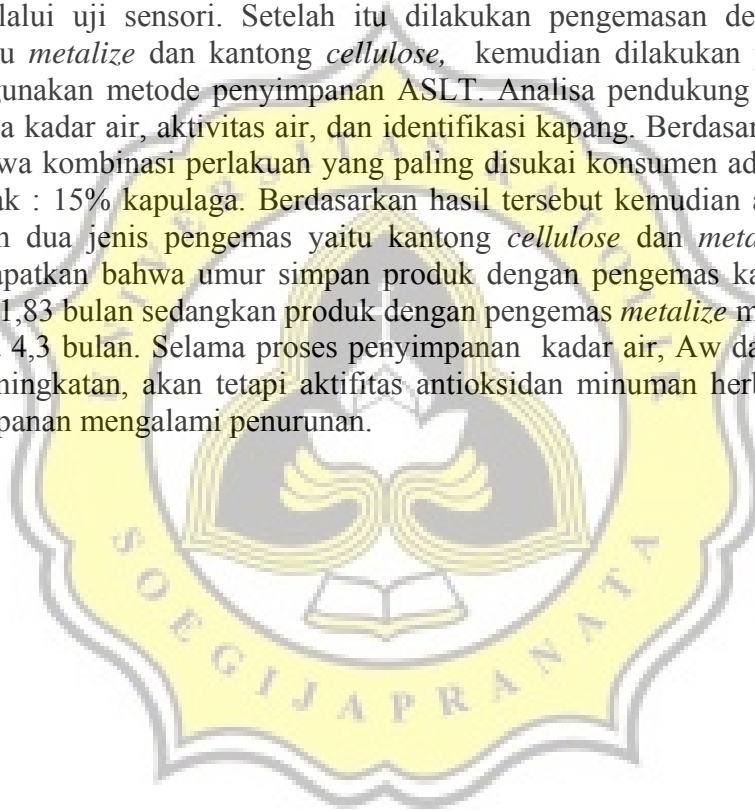 lalui uji sensori. Setelah itu dilakukan pengemasan de
u metalize dan kantong cellulose, kemudian dilakukan
gunakan metode penyimpanan ASLT. Analisa pendukung
a kadar air, aktivitas air, dan identifikasi kapang. Berdasar
wa kombinasi perlakuan yang paling disukai konsumen ad
ak : 15% kapulaga. Berdasarkan hasil tersebut kemudian a
n dua jenis pengemas yaitu kantong cellulose dan meta
apatkan bahwa umur simpan produk dengan pengemas ka
1,83 bulan sedangkan produk dengan pengemas metalize m
4,3 bulan. Selama proses penyimpanan kadar air, Aw da
ningkatan, akan tetapi aktifitas antioksidan minuman herb
panan mengalami penurunan.
SOEGIJAPRANATA